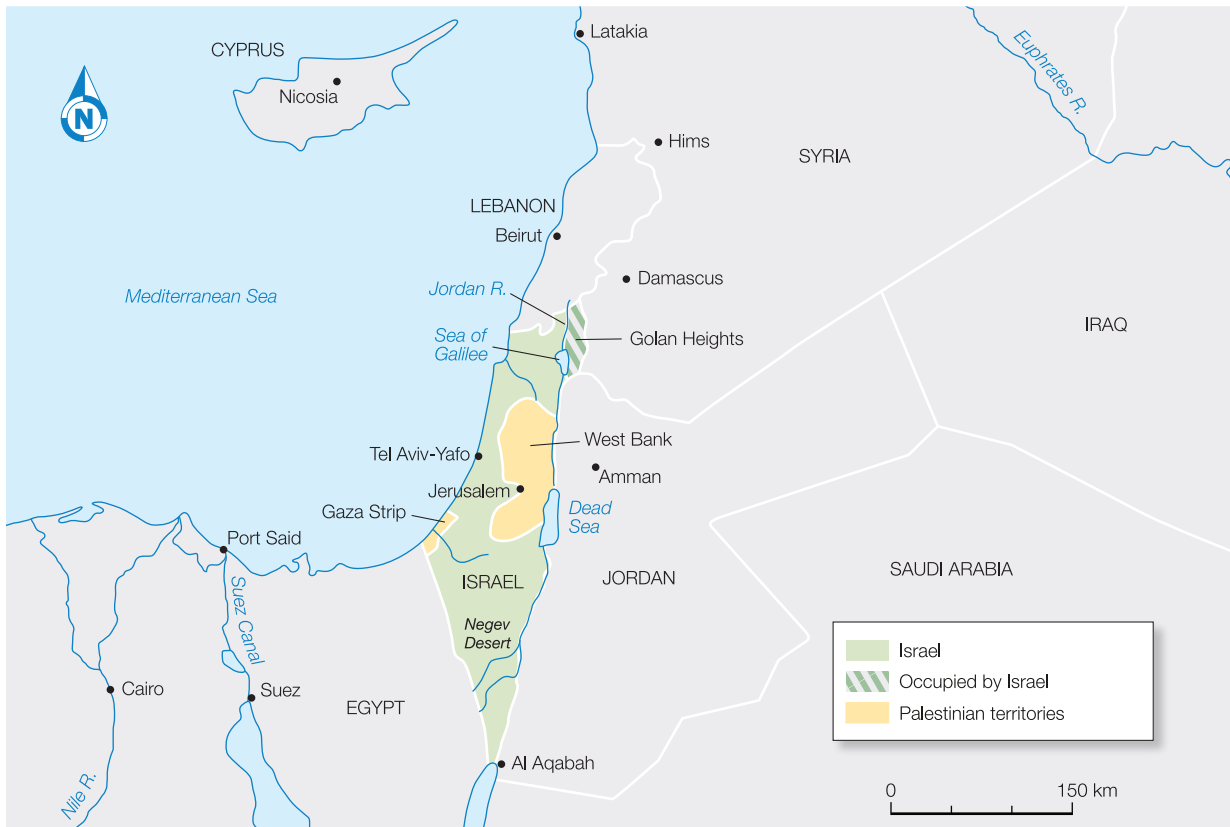 CYPRUS
Nicosia
N
Latakia
Euphrates R.
Hims
SYRIA
LEBANON
Beirut
Damascus
Mediterranean Sea
Jordan R.
Sea of
Galilee
Golan Heights
IRAQ
West Bank
Tel Aviv-Yafo
Amman
Jerusalem
Gaza Strip
Dead
Sea
Port Said
Suez Canal
ISRAEL
JORDAN
SAUDI ARABIA
Negev
Desert
Cairo
Suez
EGYPT
Nile R.
Al Aqabah
Israel
Occupied by Israel
Palestinian territories
0 150 km